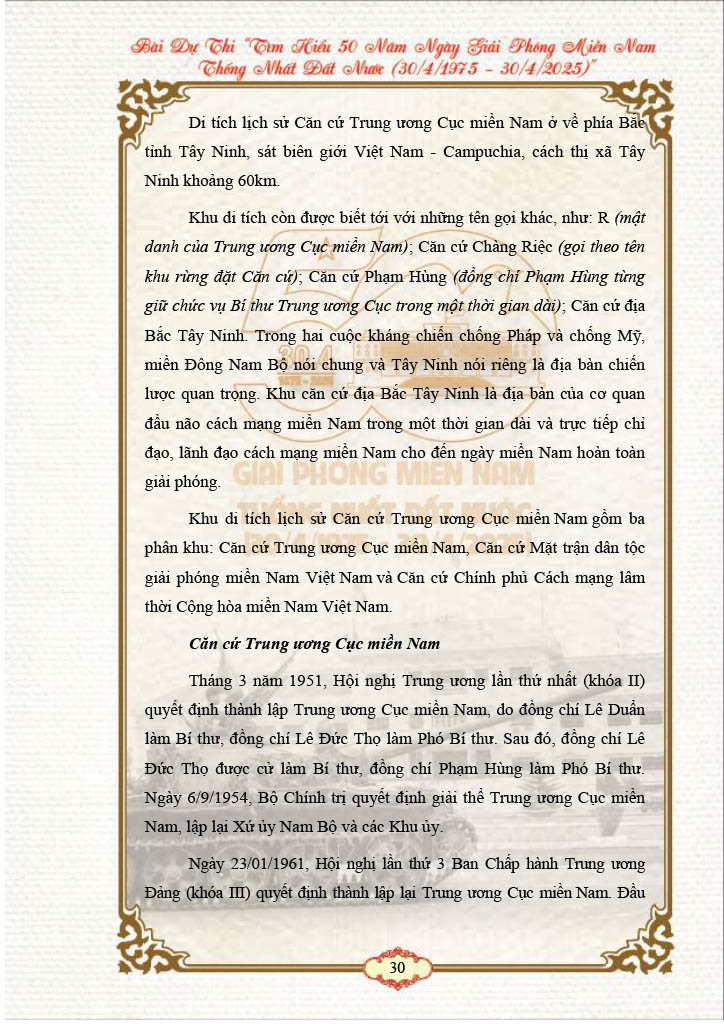 Bài Dự Thi "Tìm Hiểu 50 Năm Ngày Giải Phóng Miền Nam
Thống Nhất Đất Nước (30/4/1975 – 30/4/2025)"
Di tích lịch sử Căn cứ Trung ương Cục miền Nam ở về phía Bắc
tỉnh Tây Ninh, sát biên giới Việt Nam - Campuchia, cách thị xã Tây
Ninh khoảng 60km.
Khu di tích còn được biết tới với những tên gọi khác, như: R (mật
danh của Trung ương Cục miền Nam); Căn cứ Chàng Riệc (gọi theo tên
khu rừng đặt Căn cứ); Căn cứ Phạm Hùng (đồng chí Phạm Hùng từng
giữ chức vụ Bí thư Trung ương Cục trong một thời gian dài); Căn cứ địa
Bắc Tây Ninh. Trong hai cuộc kháng chiến chống Pháp và chống Mỹ,
miền Đông Nam Bộ nói chung và Tây Ninh nói riêng là địa bàn chiến
lược quan trọng. Khu căn cứ địa Bắc Tây Ninh là địa bàn của cơ quan
đầu não cách mạng miền Nam trong một thời gian dài và trực tiếp chỉ
đạo, lãnh đạo cách mạng miền Nam cho đến ngày miền Nam hoàn toàn
giải phóng.
GIẢI PHÓNG MIỀN NAM
THỐNG NHẤT ĐẤT NƯỚC
(30/4/1975 - 30/4/2025)
Khu di tích lịch sử Căn cứ Trung ương Cục miền Nam gồm ba
phân khu: Căn cứ Trung ương Cục miền Nam, Căn cứ Mặt trận dân tộc
giải phóng miền Nam Việt Nam và Căn cứ Chính phủ Cách mạng lâm
thời Cộng hòa miền Nam Việt Nam.
Căn cứ Trung ương Cục miền Nam
Tháng 3 năm 1951, Hội nghị Trung ương lần thứ nhất (khóa II)
quyết định thành lập Trung ương Cục miền Nam, do đồng chí Lê Duẩn
làm Bí thư, đồng chí Lê Đức Thọ làm Phó Bí thư. Sau đó, đồng chí Lê
Đức Thọ được cử làm Bí thư, đồng chí Phạm Hùng làm Phó Bí thư.
Ngày 6/9/1954, Bộ Chính trị quyết định giải thể Trung ương Cục miền
Nam, lập lại Xứ ủy Nam Bộ và các Khu ủy.
Ngày 23/01/1961, Hội nghị lần thứ 3 Ban Chấp hành Trung ương
Đảng (khóa III) quyết định thành lập lại Trung ương Cục miền Nam. Đầu
30